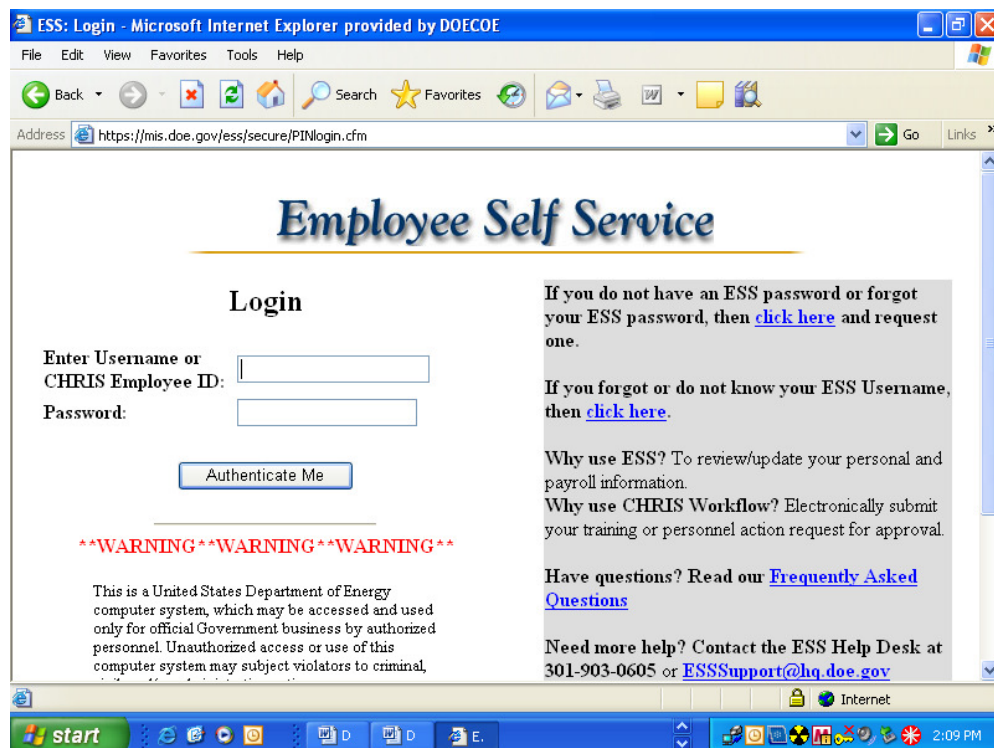 ESS: Login - Microsoft Internet Explorer provided by DOECOE
File Edit View Favorites Tools Help
Back Search Favorites
Address https://mis.doe.gov/ess/secure/PINlogin.cfm Go Links »
Employee Self Service
Login
Enter Username or
CHRIS Employee ID:
Password:
Authenticate Me
**WARNING**WARNING**WARNING**
This is a United States Department of Energy
computer system, which may be accessed and used
only for official Government business by authorized
personnel. Unauthorized access or use of this
computer system may subject violators to criminal,
If you do not have an ESS password or forgot
your ESS password, then click here and request
one.
If you forgot or do not know your ESS Username,
then click here.
Why use ESS? To review/update your personal and
payroll information.
Why use CHRIS Workflow? Electronically submit
your training or personnel action request for approval.
Have questions? Read our Frequently Asked
Questions
Need more help? Contact the ESS Help Desk at
301-903-0605 or ESSSupport@hq.doe.gov
Internet
start D D E. 2:09 PM